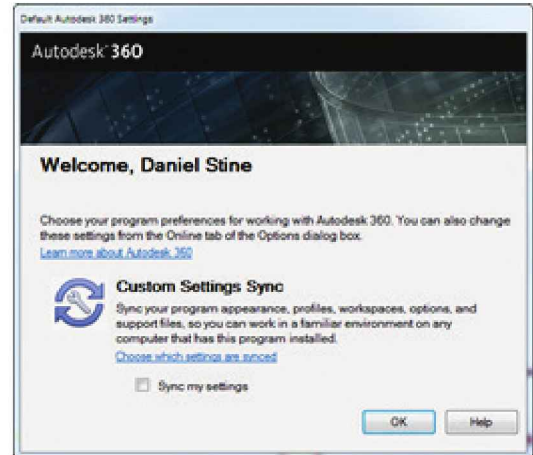 Default Autodesk 360 Settings
Autodesk 360
Welcome, Daniel Stine
Choose your program preferences for working with Autodesk 360. You can also change
these settings from the Online tab of the Options dialog box.
Learn more about Autodesk 360
Custom Settings Sync
Sync your program appearance, profiles, workspaces, options, and
support files, so you can work in a familiar environment on any
computer that has this program installed.
Choose which settings are synced
Sync my settings
OK Help